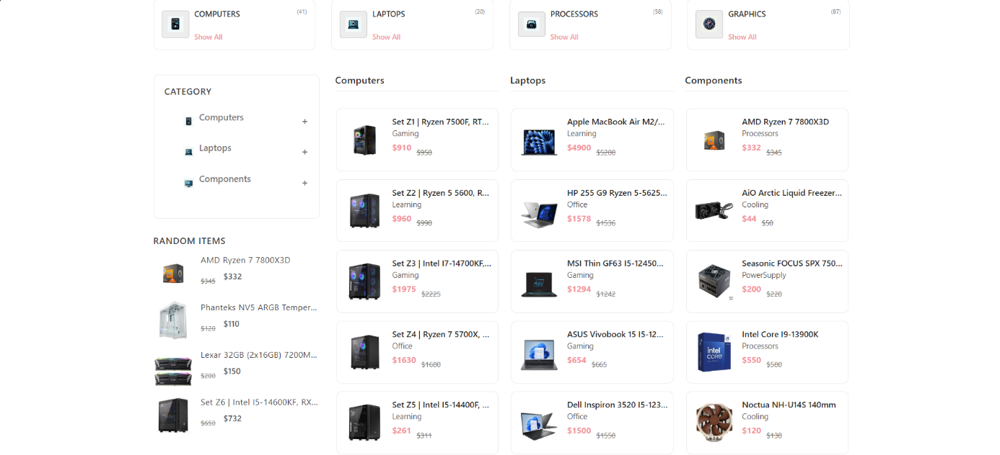 COMPUTERS (41)
Show All
LAPTOPS (20)
Show All
PROCESSORS (58)
Show All
GRAPHICS (87)
Show All
CATEGORY
Computers +
Laptops +
Components +
RANDOM ITEMS
AMD Ryzen 7 7800X3D
$345 $332
Phanteks NV5 ARGB Temper...
$120 $110
Lexar 32GB (2x16GB) 7200M...
$200 $150
Set Z6 | Intel I5-14600KF, RX...
$650 $732
Computers
Set Z1 | Ryzen 7500F, RT...
Gaming
$910 $950
Set Z2 | Ryzen 5 5600, R...
Learning
$960 $990
Set Z3 | Intel I7-14700KF,...
Gaming
$1975 $2225
Set Z4 | Ryzen 7 5700X, ...
Office
$1630 $1680
Set Z5 | Intel I5-14400F, ...
Learning
$261 $311
Laptops
Apple MacBook Air M2/...
Learning
$4900 $5200
HP 255 G9 Ryzen 5-5625...
Office
$1578 $1536
MSI Thin GF63 I5-12450...
Gaming
$1294 $1242
ASUS Vivobook 15 I5-12...
Gaming
$654 $665
Dell Inspiron 3520 I5-123...
Office
$1500 $1550
Components
AMD Ryzen 7 7800X3D
Processors
$332 $345
AiO Arctic Liquid Freezer...
Cooling
$44 $50
Seasonic FOCUS SPX 750...
PowerSupply
$200 $220
Intel Core I9-13900K
Processors
$550 $580
intel
CORE
Noctua NH-U14S 140mm
Cooling
$120 $130